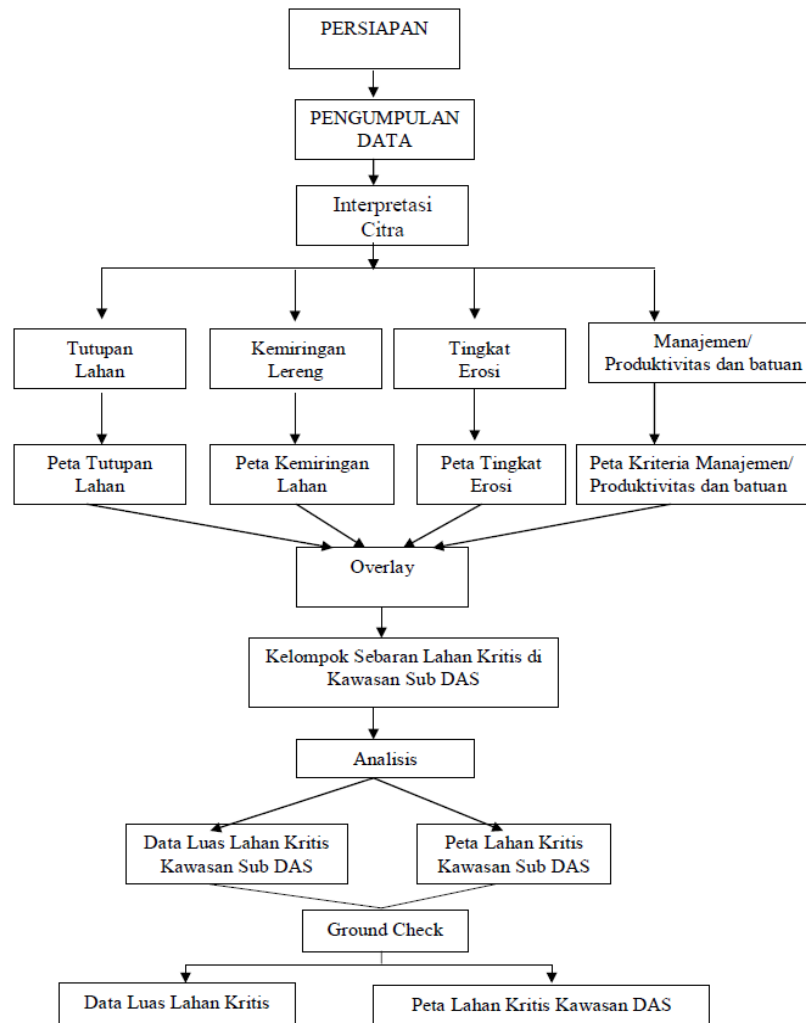 PERSIAPAN
PENGUMPULAN
DATA
Interpretasi
Citra
Tutupan
Lahan
Kemiringan
Lereng
Tingkat
Erosi
Manajemen/
Produktivitas dan batuan
Peta Tutupan
Lahan
Peta Kemiringan
Lahan
Peta Tingkat
Erosi
Peta Kriteria Manajemen/
Produktivitas dan batuan
Overlay
Kelompok Sebaran Lahan Kritis di
Kawasan Sub DAS
Analisis
Data Luas Lahan Kritis
Kawasan Sub DAS
Peta Lahan Kritis
Kawasan Sub DAS
Ground Check
Data Luas Lahan Kritis
Peta Lahan Kritis Kawasan DAS